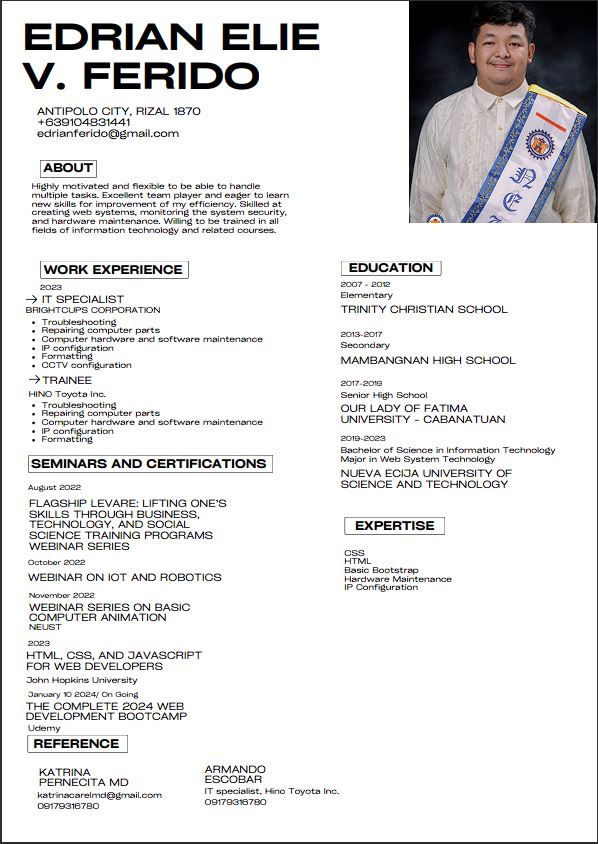 EDRIAN ELIE
V. FERIDO
ANTIPOLO CITY, RIZAL 1870
+639104831441
edrianferido@gmail.com
ABOUT
Highly motivated and flexible to be able to handle
multiple tasks. Excellent team player and eager to learn
new skills for improvement of my efficiency. Skilled at
creating web systems, monitoring the system security,
and hardware maintenance. Willing to be trained in all
fields of information technology and related courses.
WORK EXPERIENCE
2023
→ IT SPECIALIST
BRIGHTCUPS CORPORATION
• Troubleshooting
• Repairing computer parts
• Computer hardware and software maintenance
• IP configuration
• Formatting
• CCTV configuration
→ TRAINEE
HINO Toyota Inc.
• Troubleshooting
• Repairing computer parts
• Computer hardware and software maintenance
• IP configuration
• Formatting
SEMINARS AND CERTIFICATIONS
August 2022
FLAGSHIP LEVARE: LIFTING ONE'S
SKILLS THROUGH BUSINESS,
TECHNOLOGY, AND SOCIAL
SCIENCE TRAINING PROGRAMS
WEBINAR SERIES
October 2022
WEBINAR ON IOT AND ROBOTICS
November 2022
WEBINAR SERIES ON BASIC
COMPUTER ANIMATION
NEUST
2023
HTML, CSS, AND JAVASCRIPT
FOR WEB DEVELOPERS
John Hopkins University
January 10 2024/ On Going
THE COMPLETE 2024 WEB
DEVELOPMENT BOOTCAMP
Udemy
REFERENCE
KATRINA
PERNECITA MD
katrinacarelmd@gmail.com
09179316780
ARMANDO
ESCOBAR
IT specialist, Hino Toyota Inc.
09179316780
EDUCATION
2007 - 2012
Elementary
TRINITY CHRISTIAN SCHOOL
2013-2017
Secondary
MAMBANGNAN HIGH SCHOOL
2017-2019
Senior High School
OUR LADY OF FATIMA
UNIVERSITY - CABANATUAN
2019-2023
Bachelor of Science in Information Technology
Major in Web System Technology
NUEVA ECIJA UNIVERSITY OF
SCIENCE AND TECHNOLOGY
EXPERTISE
CSS
HTML
Basic Bootstrap
Hardware Maintenance
IP Configuration